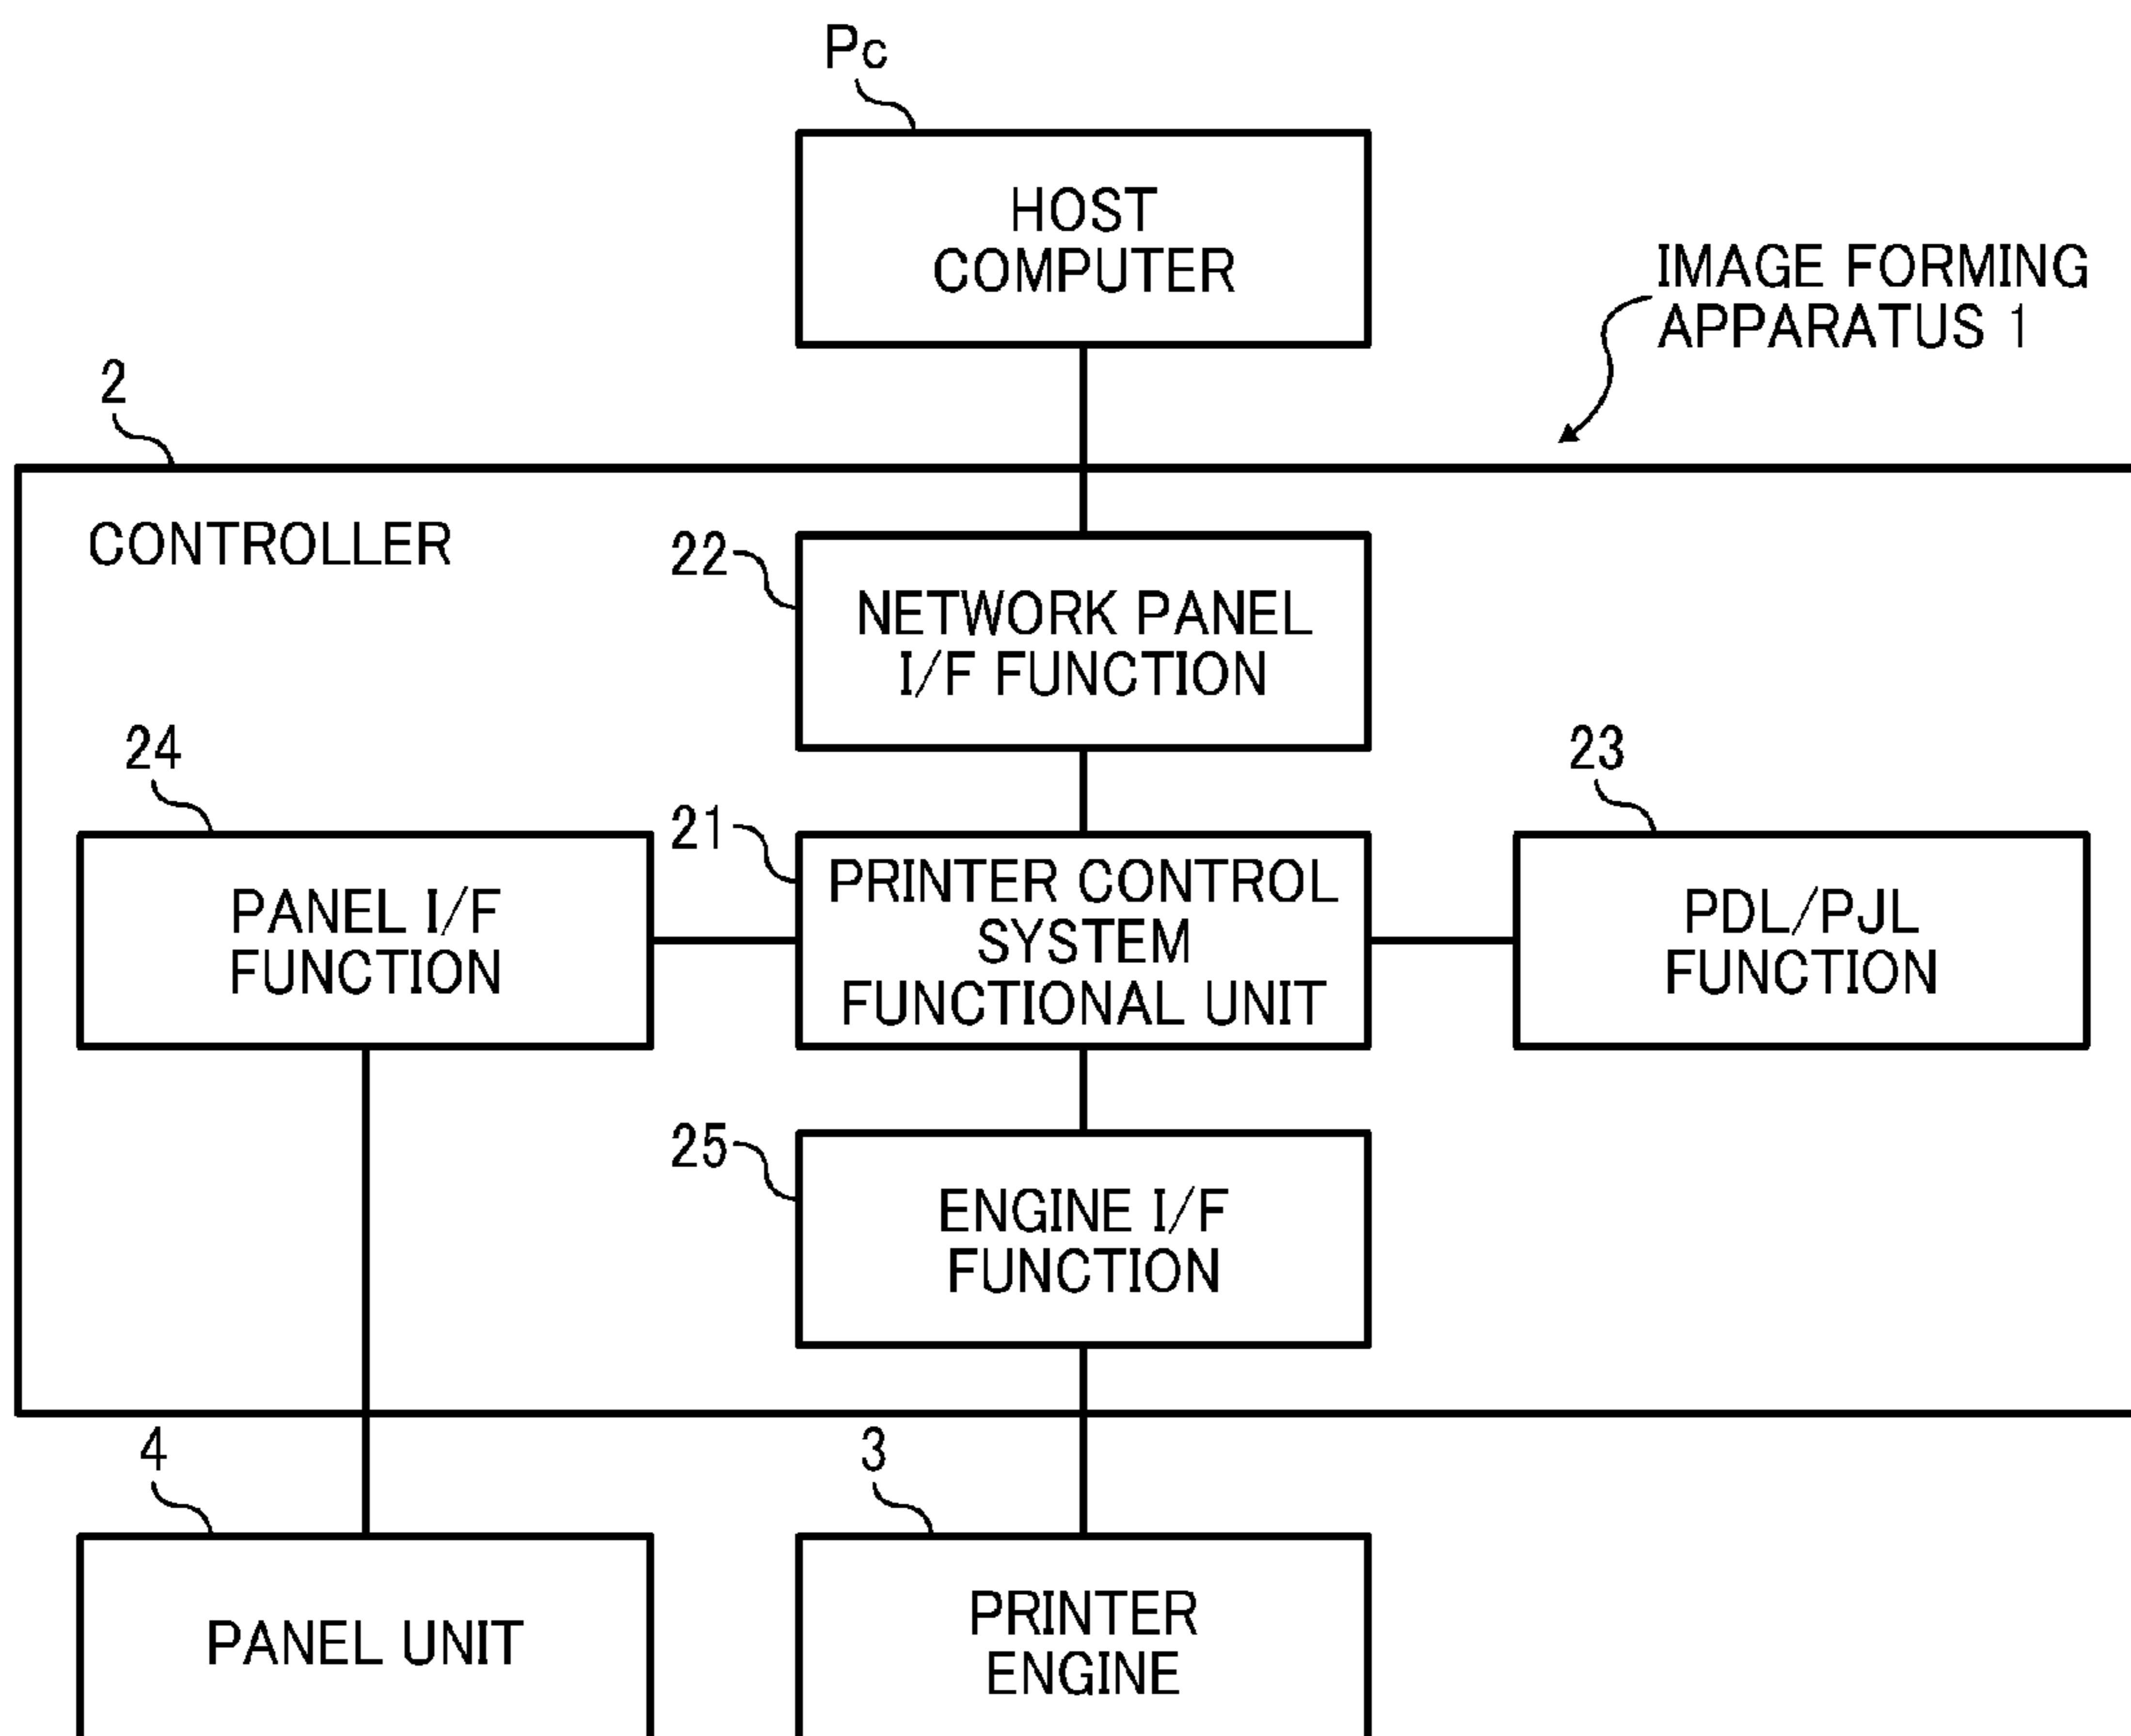 Pc
HOST
COMPUTER
IMAGE FORMING
APPARATUS 1
2
CONTROLLER
22
NETWORK PANEL
I/F FUNCTION
24
PANEL I/F
FUNCTION
21
PRINTER CONTROL
SYSTEM
FUNCTIONAL UNIT
23
PDL/PJL
FUNCTION
25
ENGINE I/F
FUNCTION
4
PANEL UNIT
3
PRINTER
ENGINE